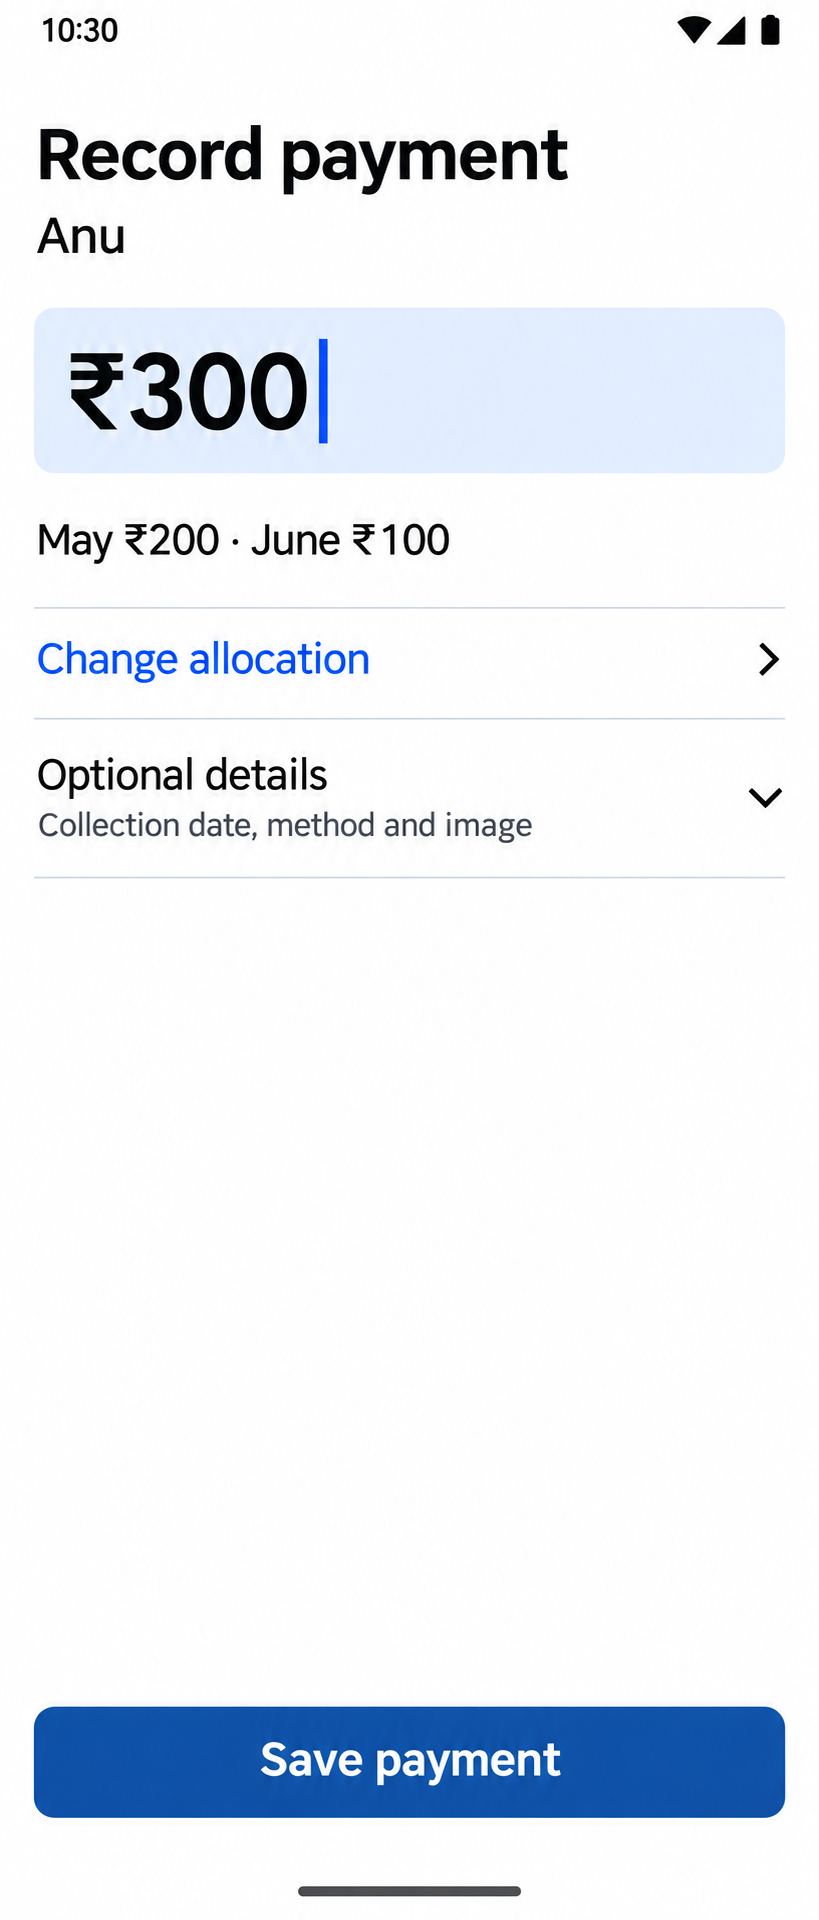 10:30
Record payment
Anu
₹300
May ₹200 · June ₹100
Change allocation
Optional details
Collection date, method and image
Save payment